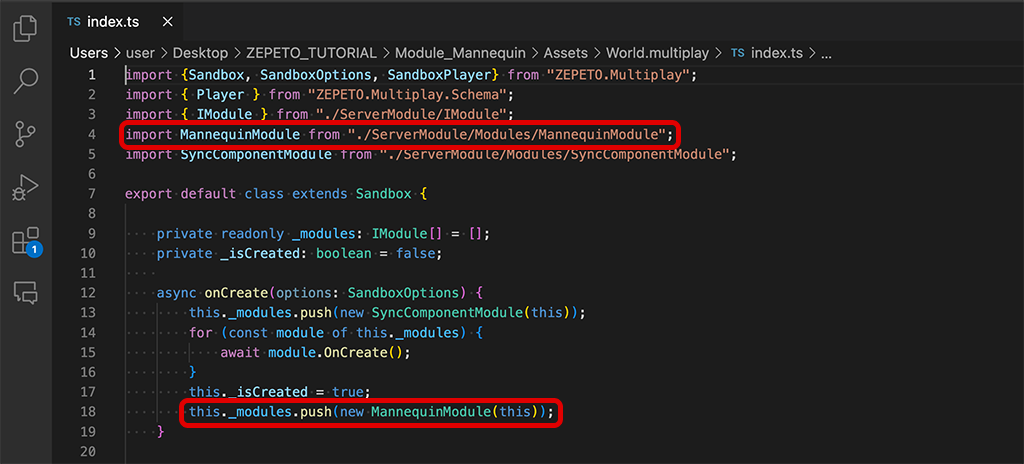 TS index.ts ×
Users > user > Desktop > ZEPETO_TUTORIAL > Module_Mannequin > Assets > World.multiplay > TS index.ts > ...
1 import {Sandbox, SandboxOptions, SandboxPlayer} from "ZEPETO.Multiplay";
2 import { Player } from "ZEPETO.Multiplay.Schema";
3 import { IModule } from "./ServerModule/IModule";
4 import MannequinModule from "./ServerModule/Modules/MannequinModule";
5 import SyncComponentModule from "./ServerModule/Modules/SyncComponentModule";
6
7 export default class extends Sandbox {
8
9     private readonly _modules: IModule[] = [];
10     private _isCreated: boolean = false;
11
12     async onCreate(options: SandboxOptions) {
13         this._modules.push(new SyncComponentModule(this));
14         for (const module of this._modules) {
15             await module.OnCreate();
16         }
17         this._isCreated = true;
18         this._modules.push(new MannequinModule(this));
19     }
20
1